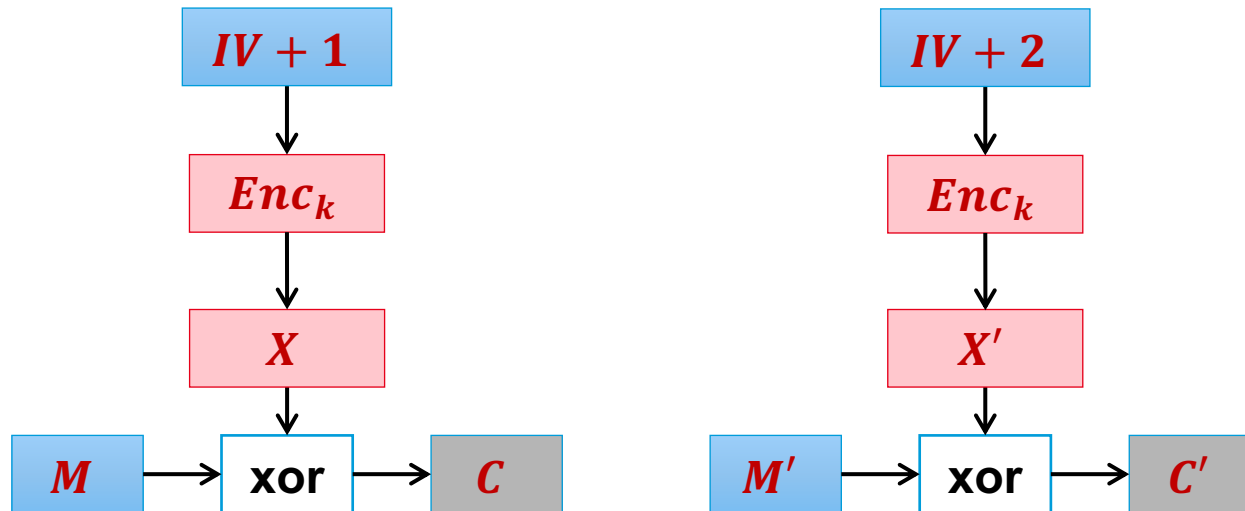 IV + 1
IV + 2
Enc_k
Enc_k
X
X′
M
xor
C
M′
xor
C′